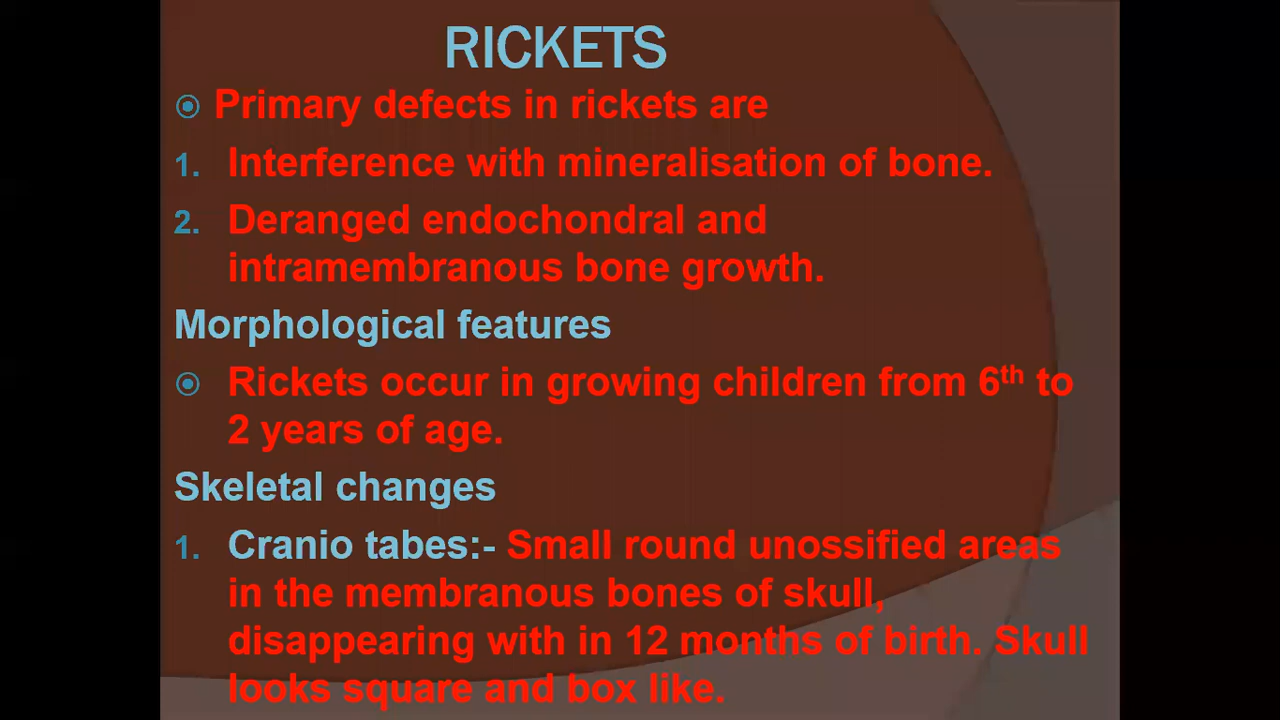 RICKETS
Primary defects in rickets are
1. Interference with mineralisation of bone.
2. Deranged endochondral and
intramembranous bone growth.
Morphological features
Rickets occur in growing children from 6th to
2 years of age.
Skeletal changes
1. Cranio tabes:- Small round unossified areas
in the membranous bones of skull,
disappearing with in 12 months of birth. Skull
looks square and box like.